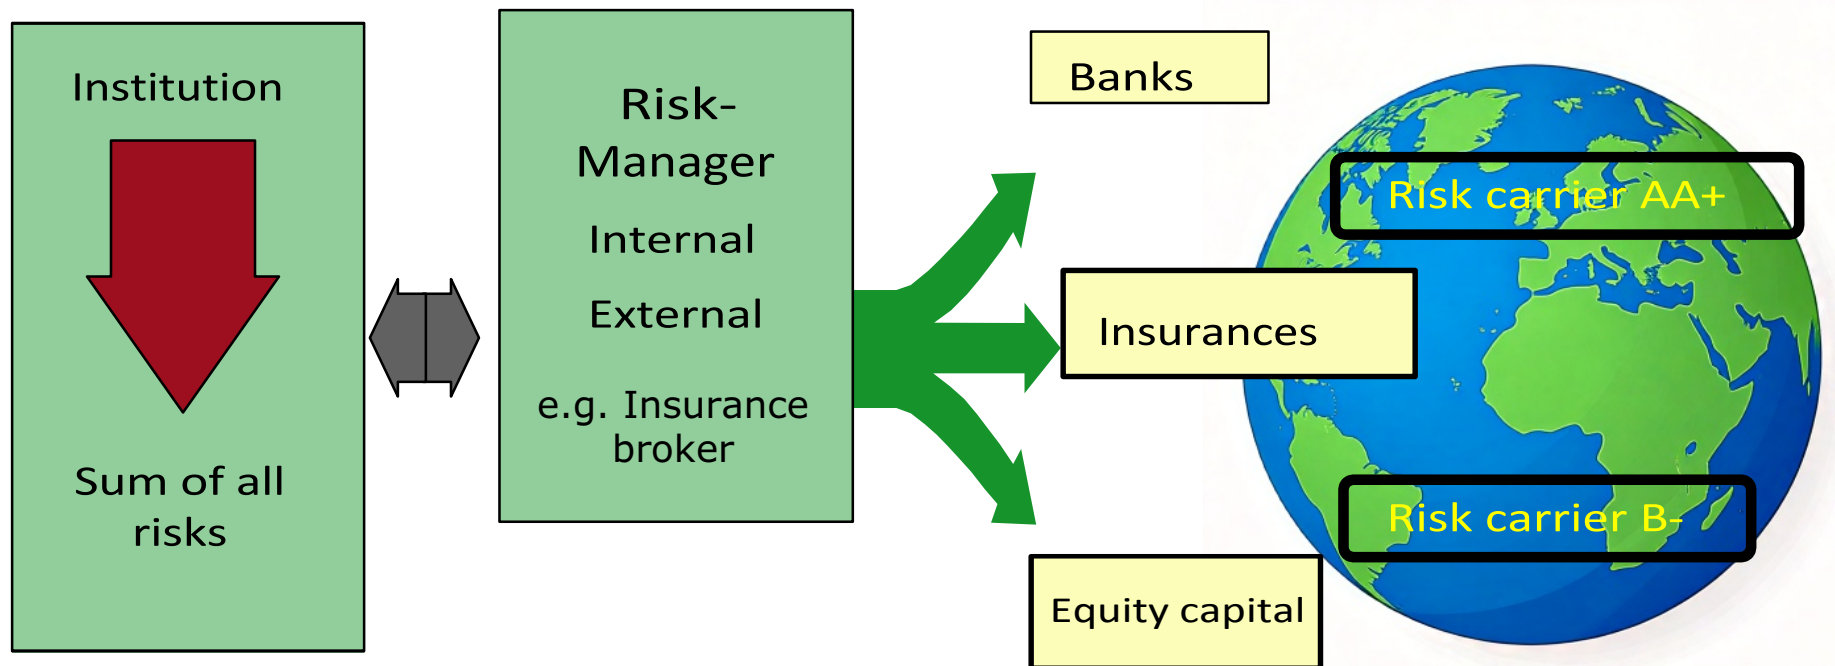 Institution
Sum of all
risks
Risk-
Manager
Internal
External
e.g. Insurance
broker
Banks
Insurances
Equity capital
Risk carrier AA+
Risk carrier B-